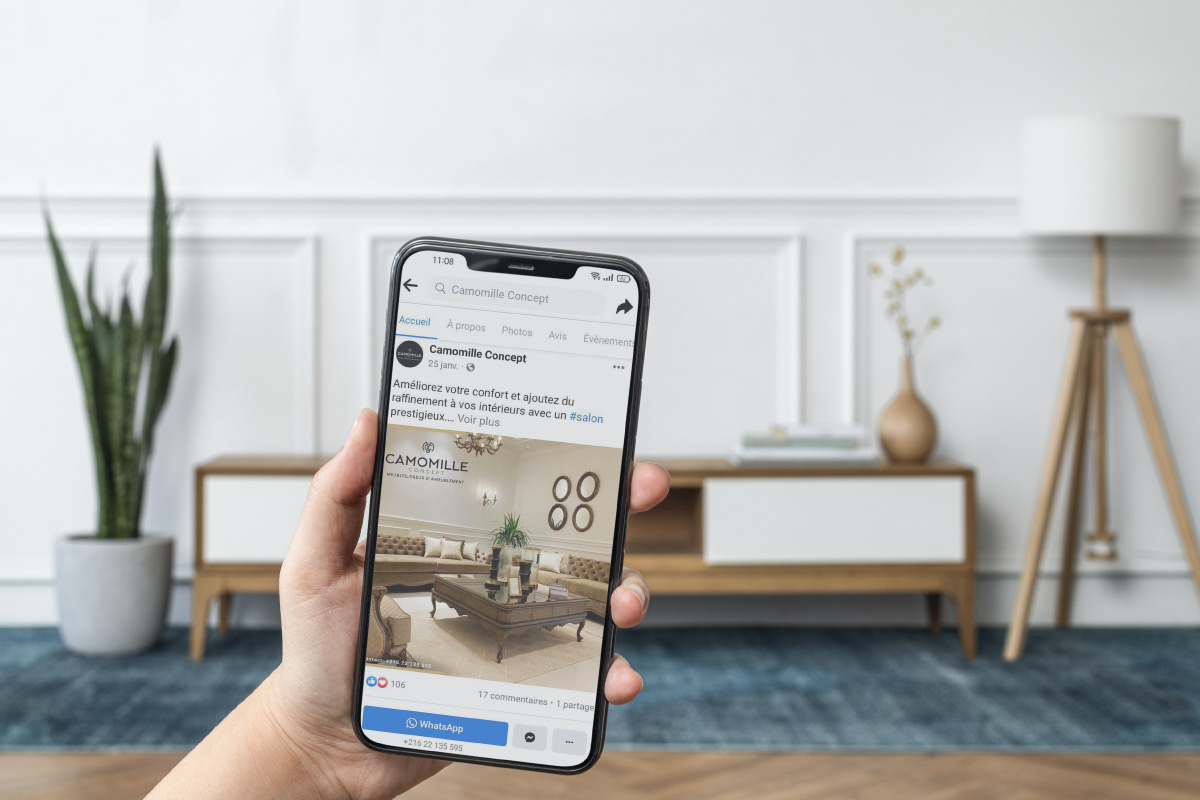 11:08
Camomille Concept
Accueil À propos Photos Avis Évènements
CAMOMILLE
Camomille Concept
25 janv. ·
Améliorez votre confort et ajoutez du
raffinement à vos intérieurs avec un #salon
prestigieux.... Voir plus
CAMOMILLE
CONCEPT
MEUBLES, TISSUS D'AMEUBLEMENT
+216 22 135 595
106
17 commentaires • 1 partage
WhatsApp
+216 22 135 595